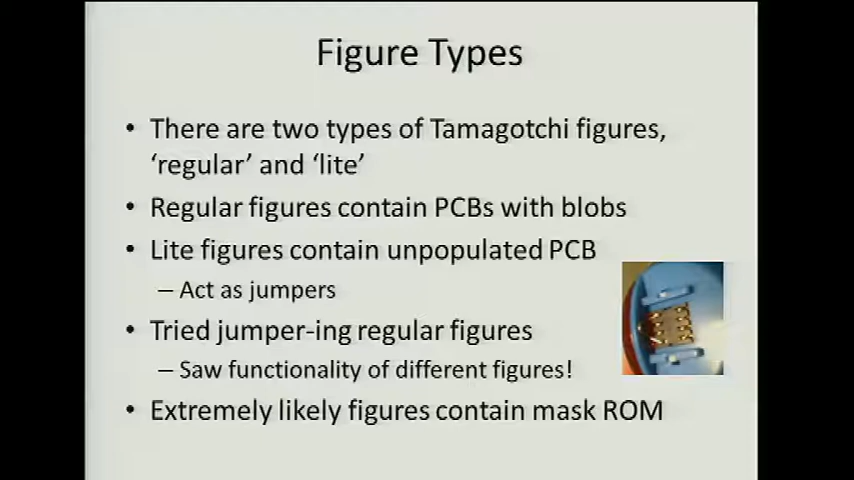 Figure Types
• There are two types of Tamagotchi figures,
‘regular’ and ‘lite’
• Regular figures contain PCBs with blobs
• Lite figures contain unpopulated PCB
– Act as jumpers
• Tried jumper-ing regular figures
– Saw functionality of different figures!
• Extremely likely figures contain mask ROM